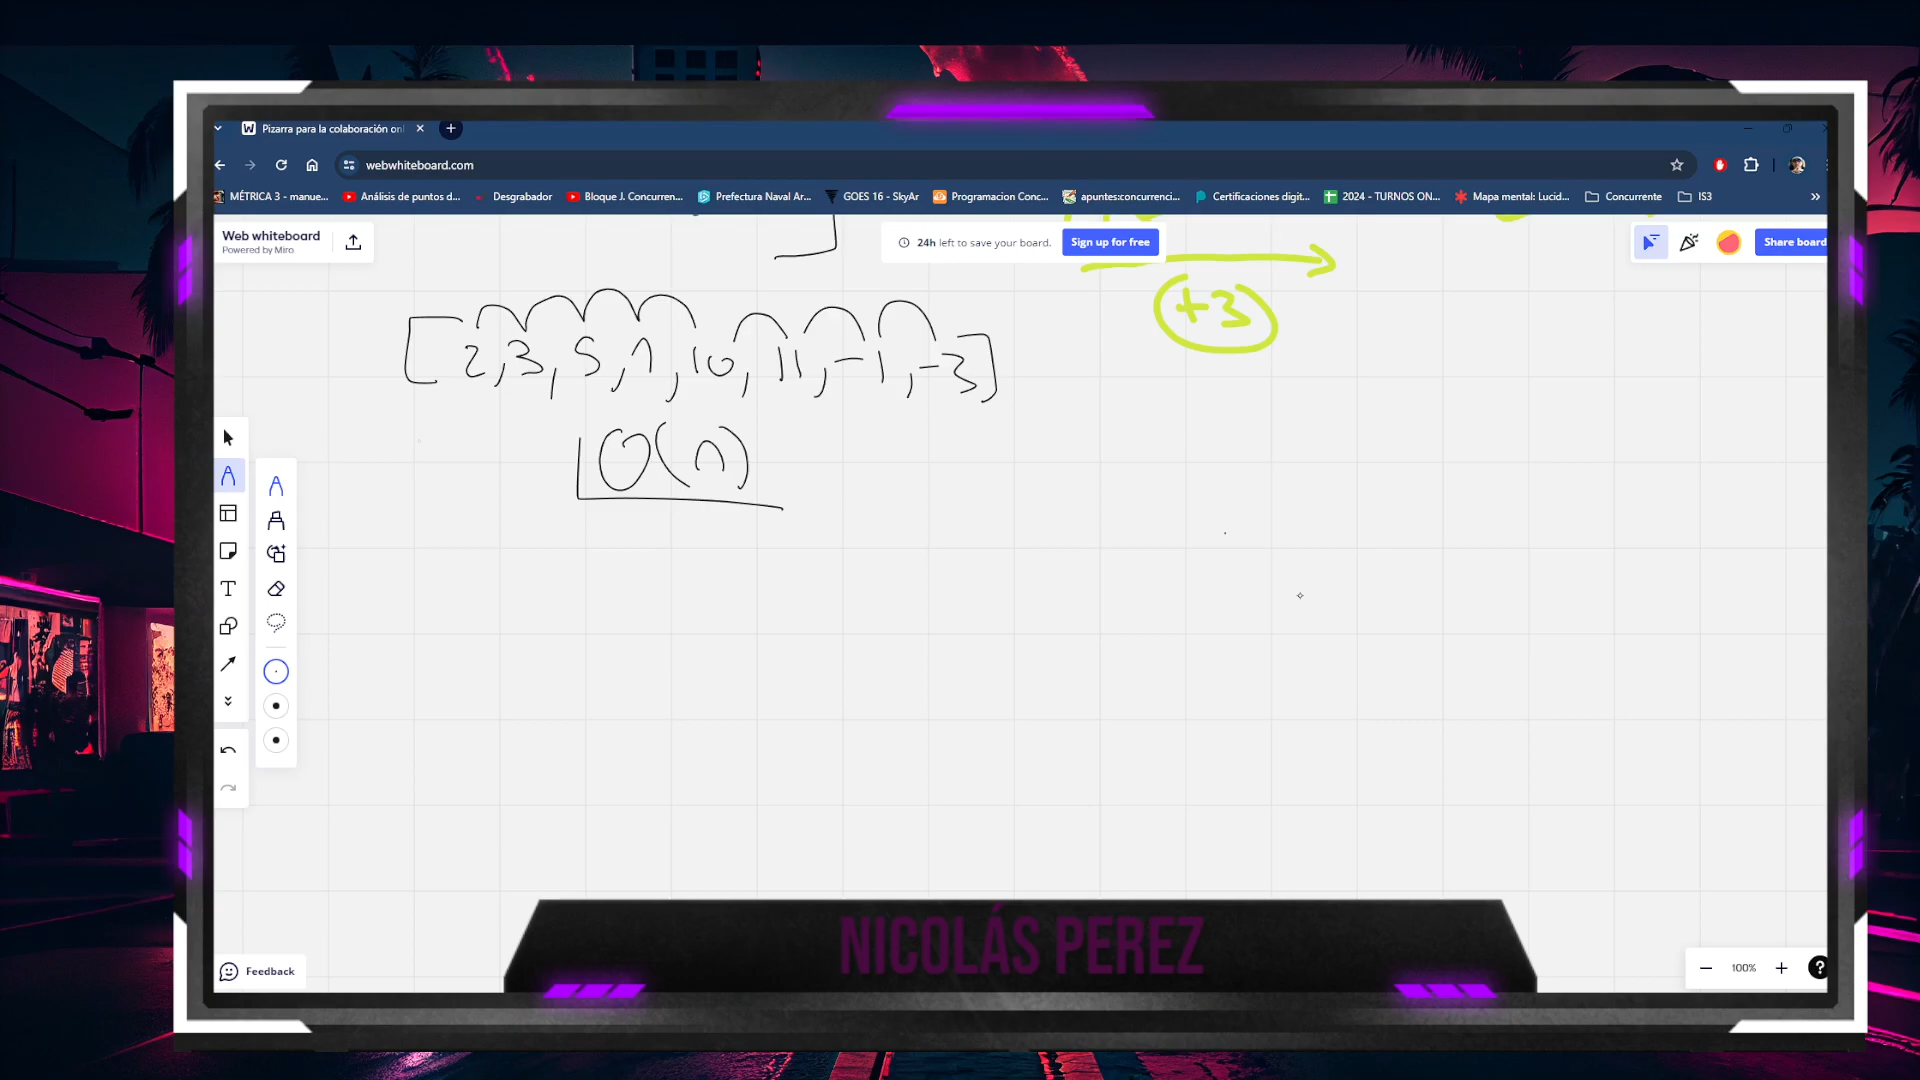 Pizarra para la colaboración onl
webwhiteboard.com
MÉTRICA 3 - manue...
Análisis de puntos d...
Desgrabador
Bloque J. Concurren...
Prefectura Naval Ar...
GOES 16 - SkyAr
Programacion Conc...
apuntes:concurrenci...
Certificaciones digit...
2024 - TURNOS ON...
Mapa mental: Lucid...
Concurrente
IS3
Web whiteboard
Powered by Miro
24h left to save your board.
Sign up for free
Share board
+3
[2,3,5,1,10,11,-1,-3]
O(n)
Feedback
100%
NICOLÁS PEREZ